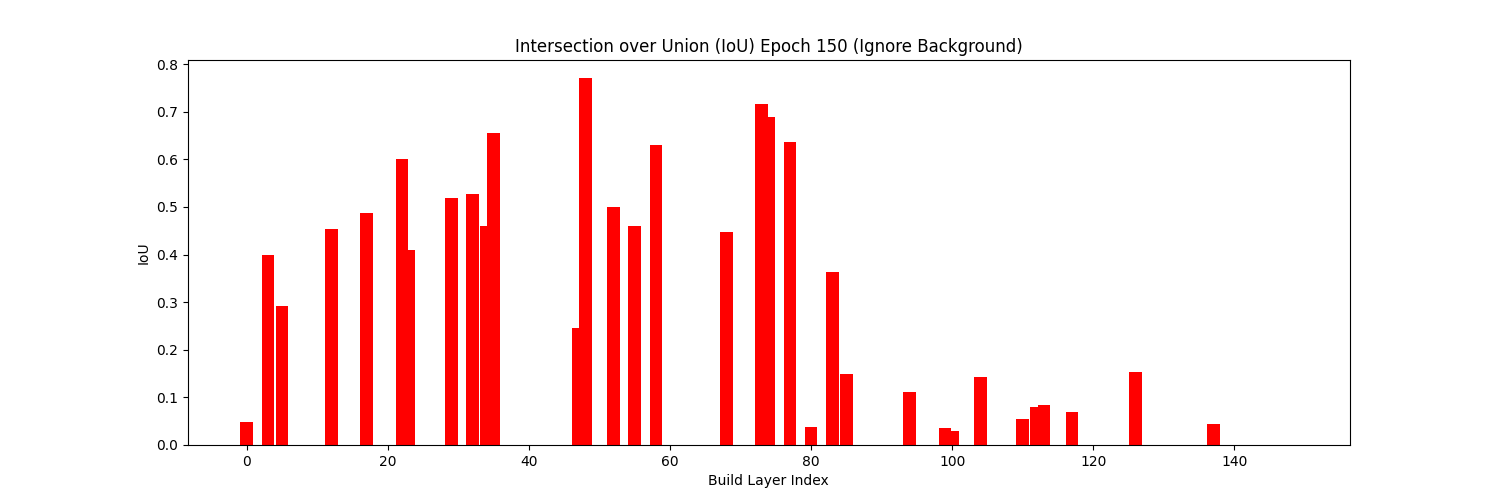 Intersection over Union (IoU) Epoch 150 (Ignore Background)
0.8
0.7
0.6
0.5
0.4
0.3
0.2
0.1
0.0
IoU
0 20 40 60 80 100 120 140
Build Layer Index